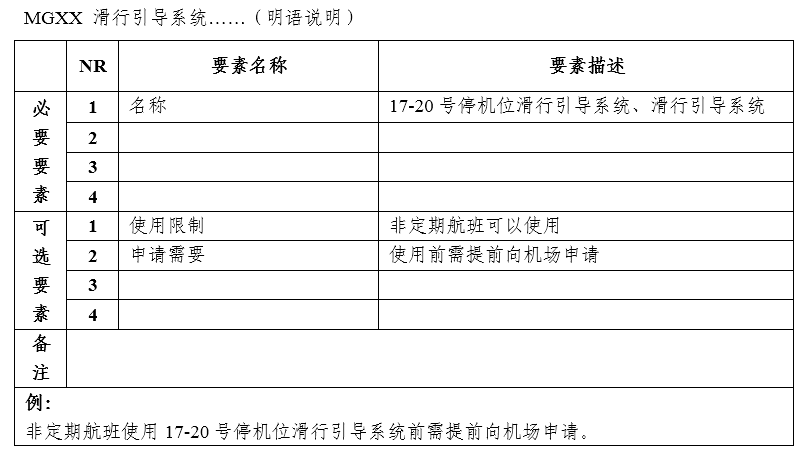 MGXX 滑行引导系统……（明语说明）
NR 要素名称 要素描述
必要要素
1 名称 17-20 号停机位滑行引导系统、滑行引导系统
2
3
4
可选要素
1 使用限制 非定期航班可以使用
2 申请需要 使用前需提前向机场申请
3
4
备注
例：
非定期航班使用 17-20 号停机位滑行引导系统前需提前向机场申请。